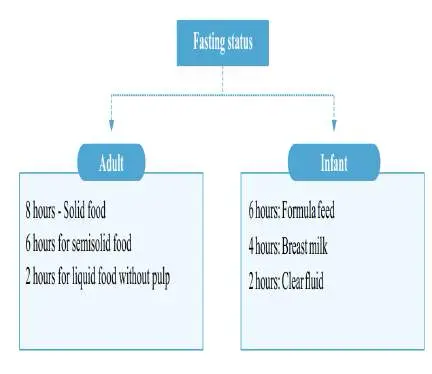 Fasting status
Adult
8 hours - Solid food
6 hours for semisolid food
2 hours for liquid food without pulp
Infant
6 hours: Formula feed
4 hours: Breast milk
2 hours: Clear fluid